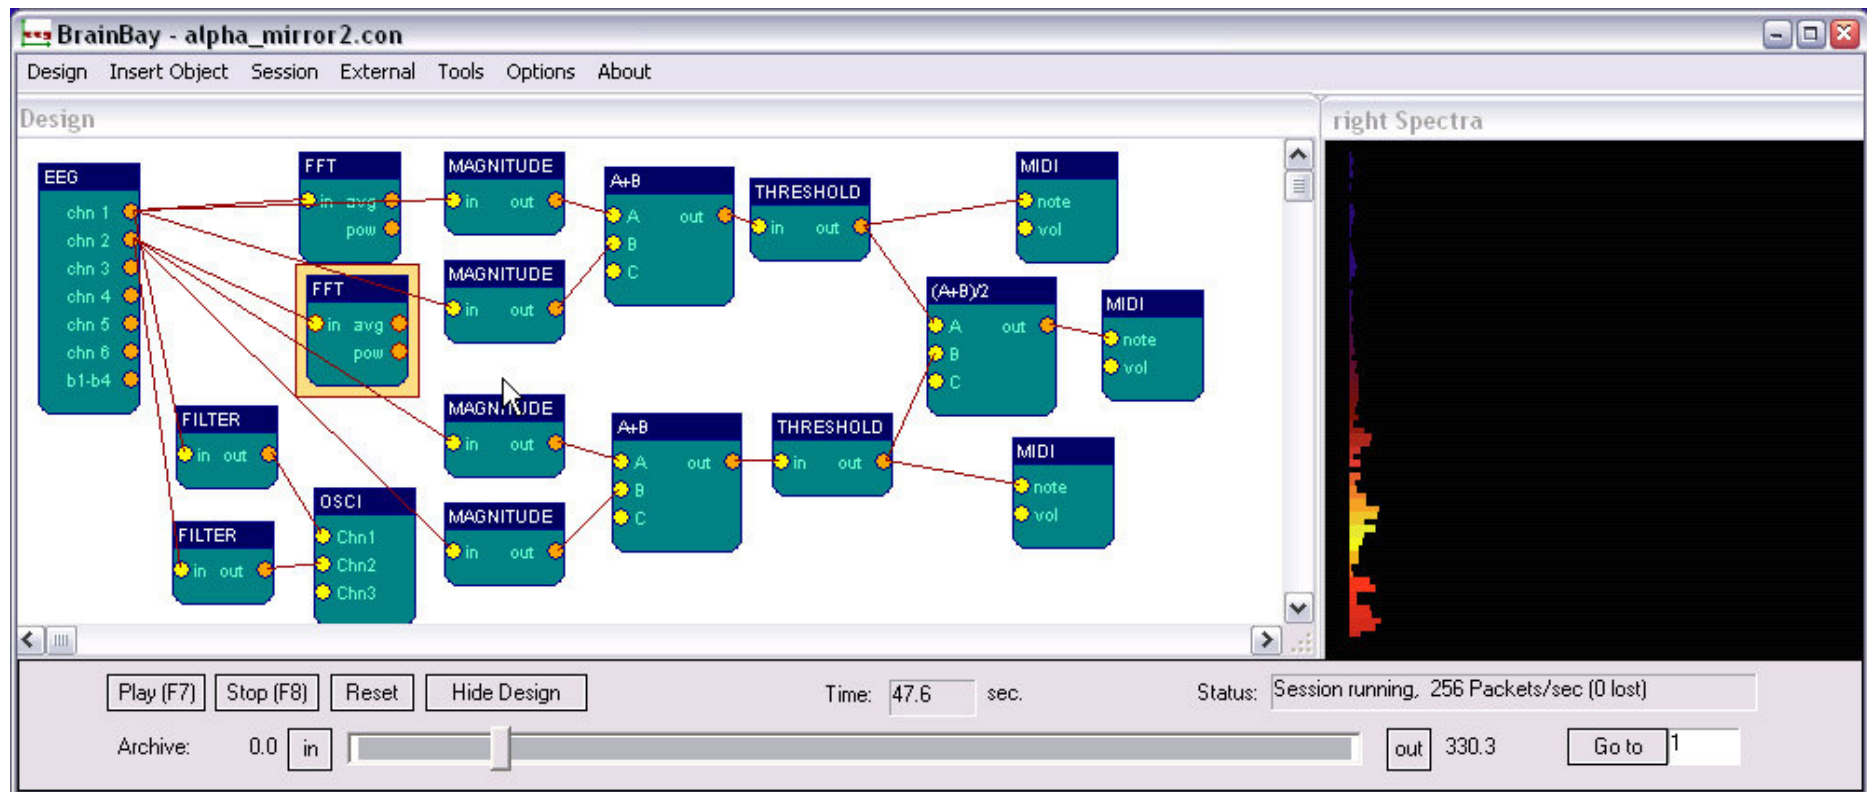 BrainBay - alpha_mirror2.con
Design Insert Object Session External Tools Options About
Design
right Spectra
EEG
chn 1
chn 2
chn 3
chn 4
chn 5
chn 6
b1-b4
FFT
in avg
pow
FFT
in avg
pow
FILTER
in out
FILTER
in out
OSCI
Chn1
Chn2
Chn3
MAGNITUDE
in out
MAGNITUDE
in out
MAGNITUDE
in out
MAGNITUDE
in out
A+B
A out
B
C
A+B
A out
B
C
THRESHOLD
in out
THRESHOLD
in out
(A+B)/2
A out
B
C
MIDI
note
vol
MIDI
note
vol
MIDI
note
vol
Play (F7) Stop (F8) Reset Hide Design Time: 47.6 sec. Status: Session running, 256 Packets/sec (0 lost)
Archive: 0.0 in out 330.3 Go to 1